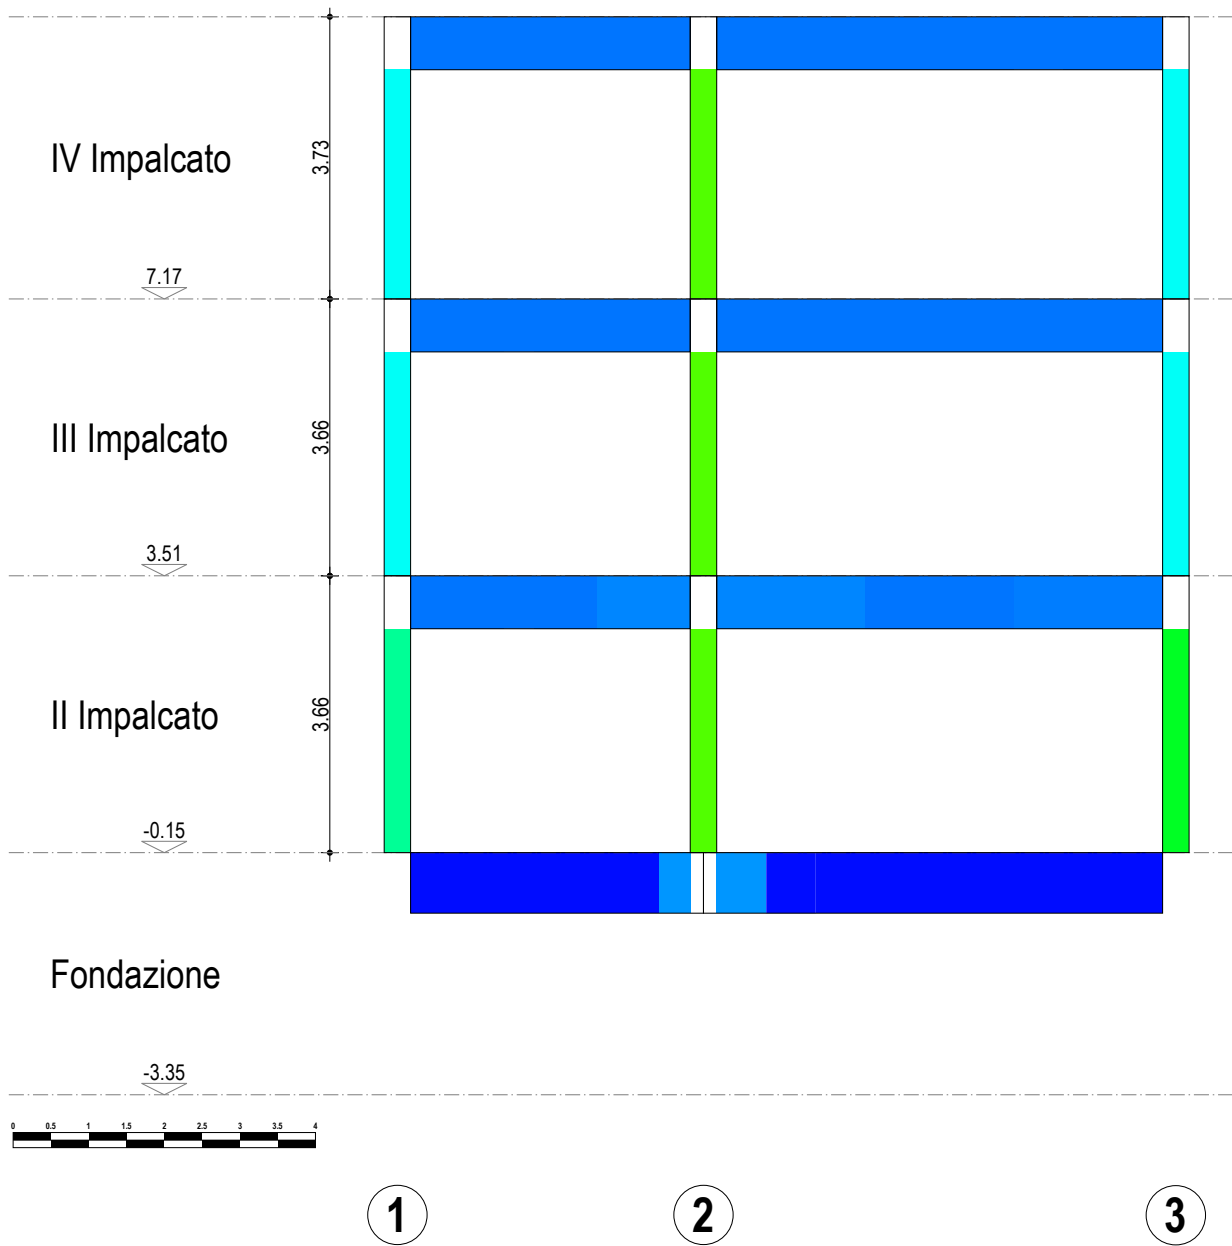 IV Impalcato
3.73
7.17
III Impalcato
3.66
3.51
II Impalcato
3.66
-0.15
Fondazione
-3.35
0 0.5 1 1.5 2 2.5 3 3.5 4
1 2 3